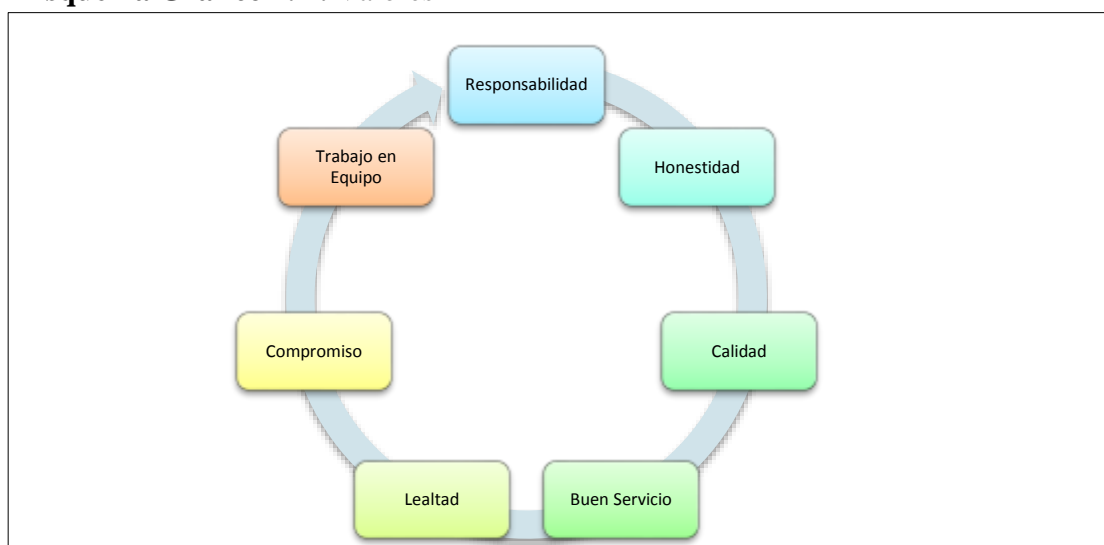 Responsabilidad
Honestidad
Calidad
Buen Servicio
Lealtad
Compromiso
Trabajo en
Equipo